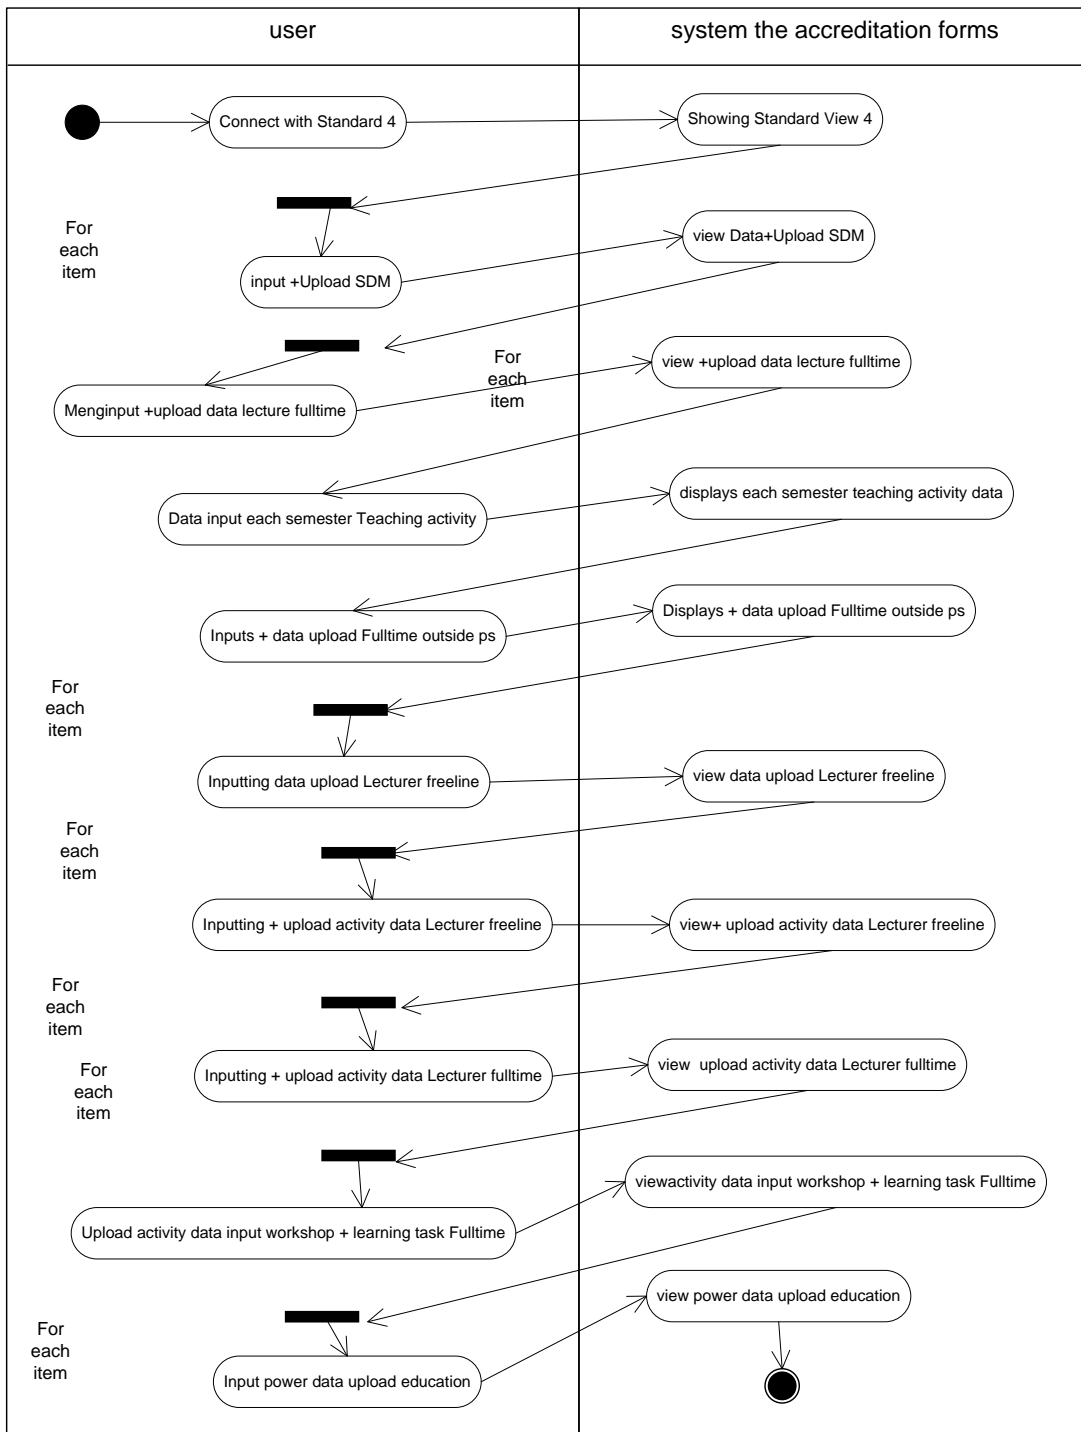 user
system the accreditation forms
Connect with Standard 4
Showing Standard View 4
For
each
item
view Data+Upload SDM
input +Upload SDM
For
each
item
view +upload data lecture fulltime
Menginput +upload data lecture fulltime
displays each semester teaching activity data
Data input each semester Teaching activity
Displays + data upload Fulltime outside ps
Inputs + data upload Fulltime outside ps
For
each
item
view data upload Lecturer freeline
Inputting data upload Lecturer freeline
For
each
item
Inputting + upload activity data Lecturer freeline
view+ upload activity data Lecturer freeline
For
each
item
For
each
item
view  upload activity data Lecturer fulltime
Inputting + upload activity data Lecturer fulltime
viewactivity data input workshop + learning task Fulltime
Upload activity data input workshop + learning task Fulltime
view power data upload education
For
each
item
Input power data upload education